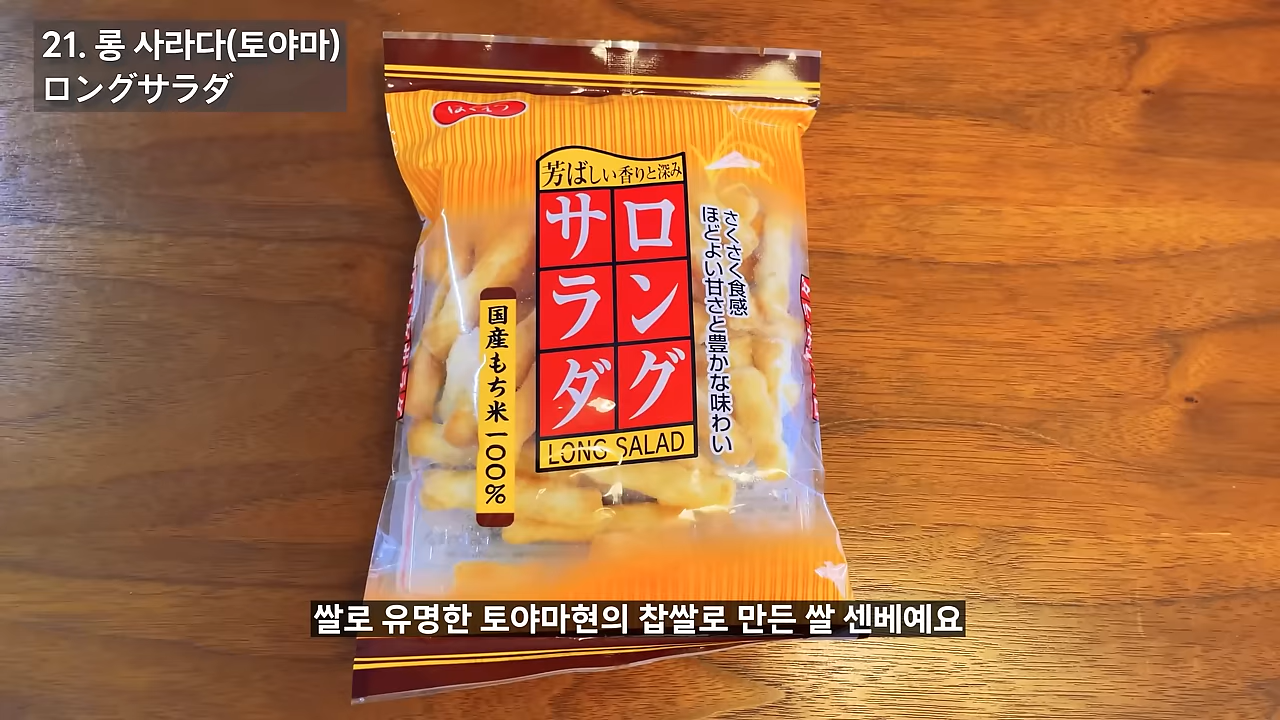 21. 롱 사라다(토야마)
ロングサラダ
ほくえつ
芳ばしい香りと深み
ロング
サラダ
LONG SALAD
さくさく食感
ほどよい甘さと豊かな味わい
国産もち米一〇〇%
쌀로 유명한 토야마현의 찹쌀로 만든 쌀 센베예요